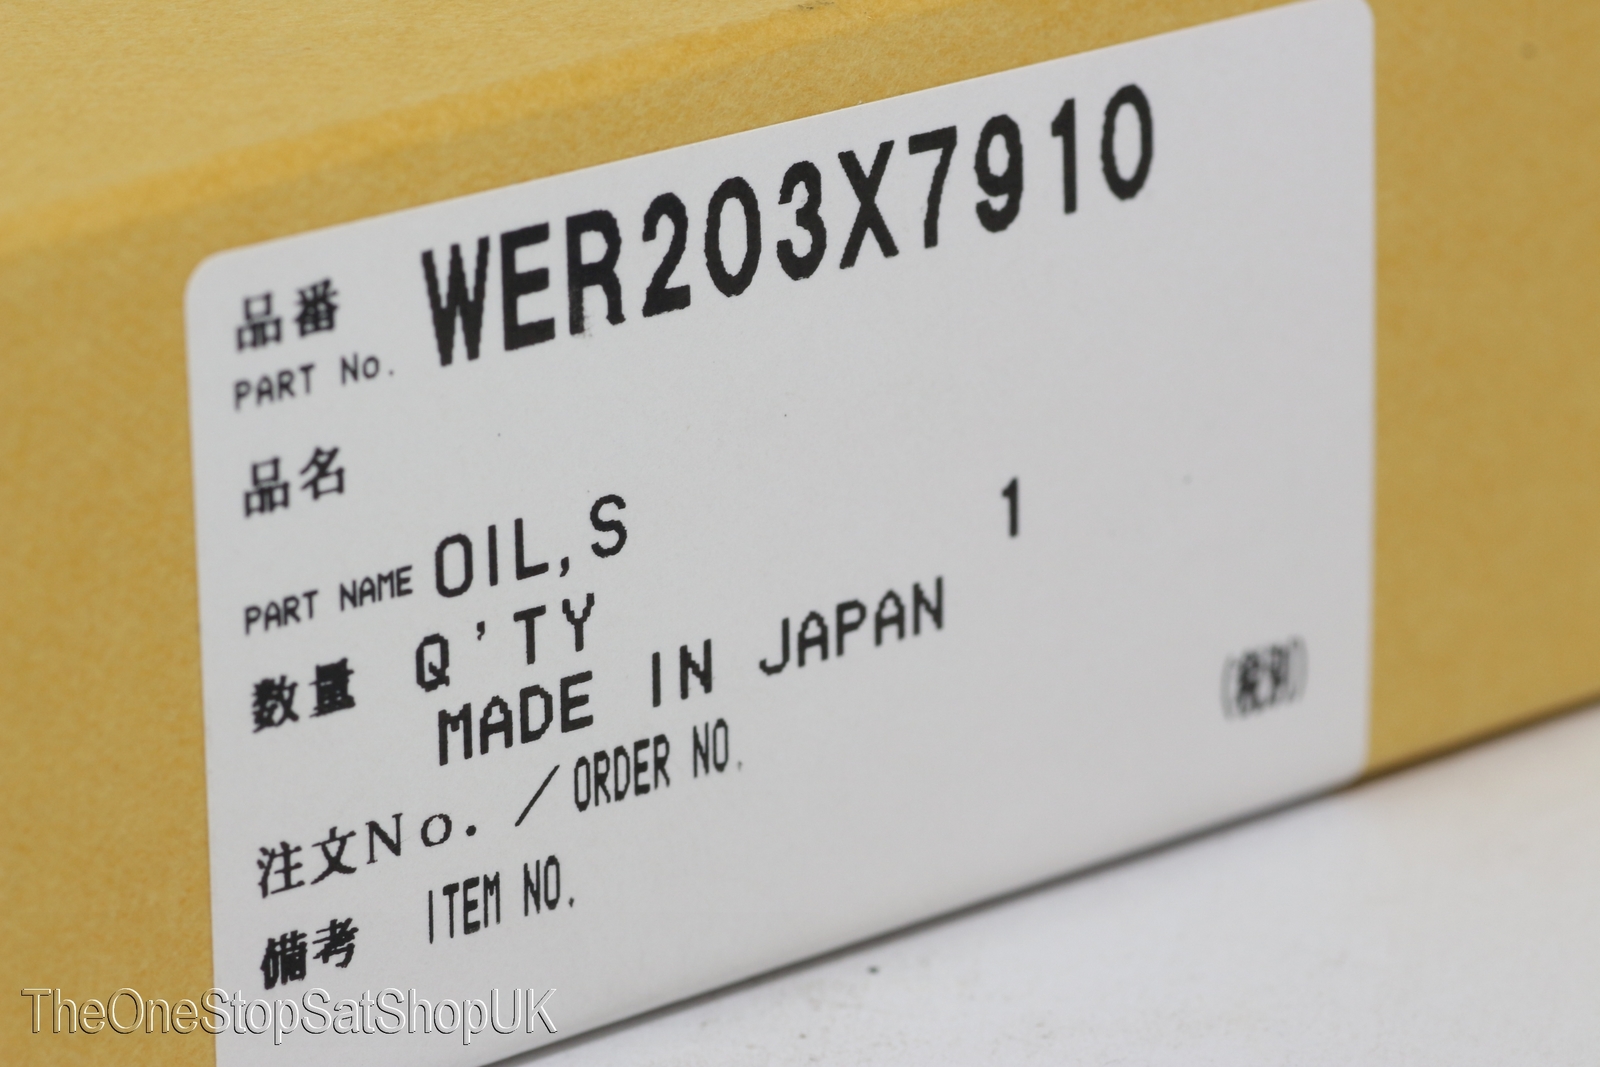 品番 WER203X7910
PART No.
品名
PART NAME OIL,S 1
数量 Q'TY
MADE IN JAPAN
(税別)
注文No. ／ORDER NO.
備考 ITEM NO.
TheOneStopSatShopUK